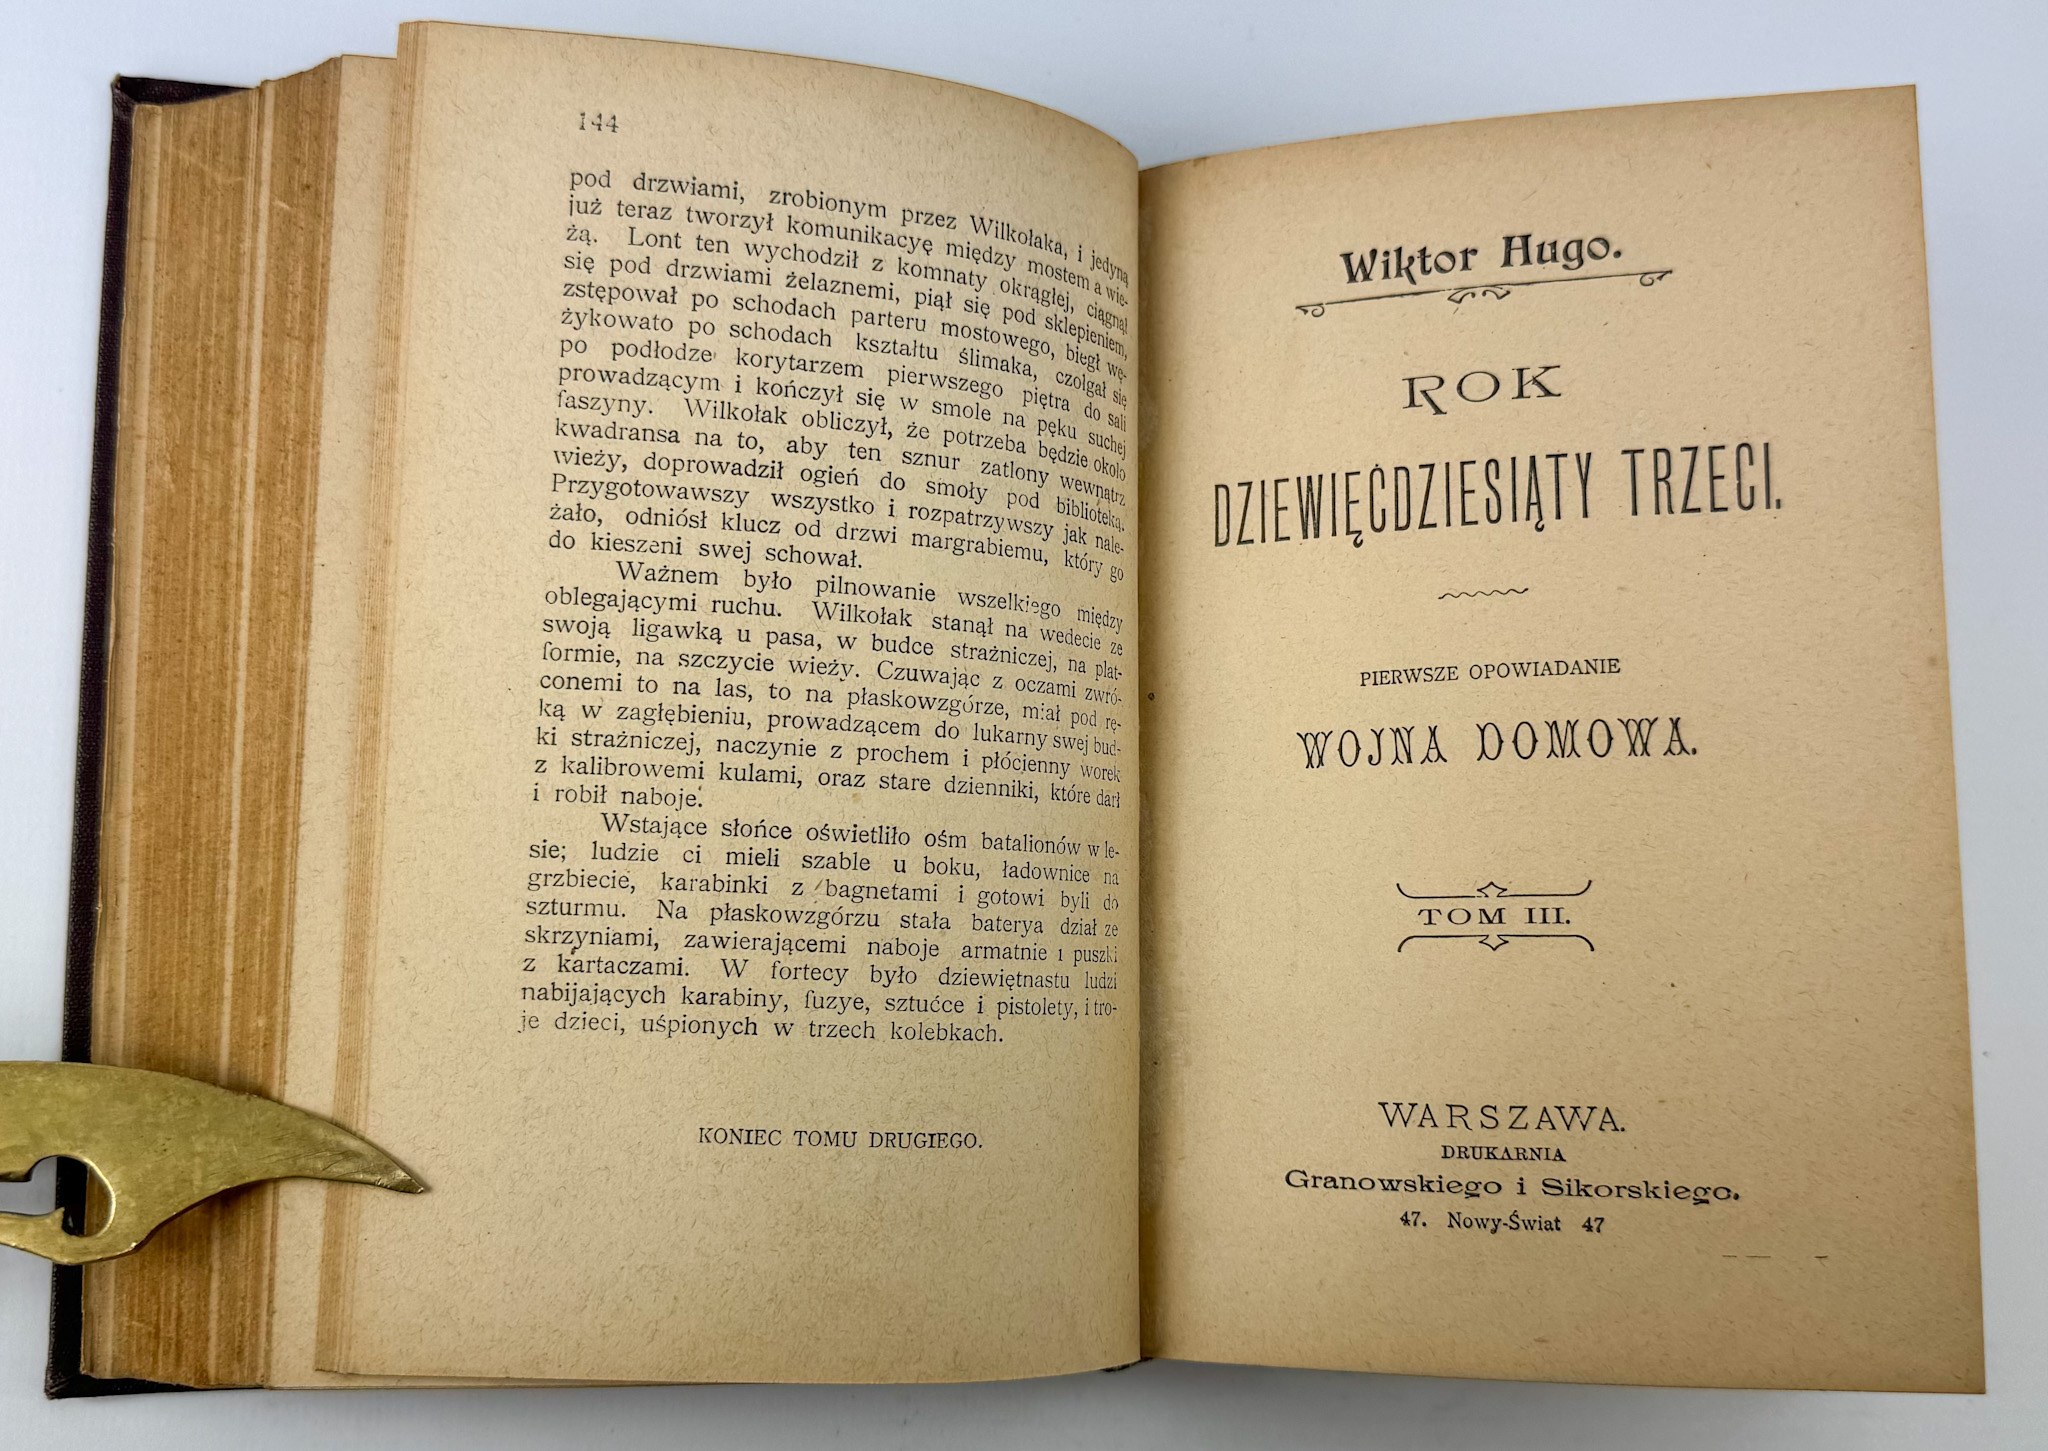 144
pod drzwiami, zrobionym przez Wilkołaka, i jedyną
już teraz tworzył komunikacyę między mostem a wie-
żą. Lont ten wychodził z komnaty okrągłej, ciągnął
się pod drzwiami żelaznemi, piął się pod sklepieniem,
zstępował po schodach parteru mostowego, biegł wę-
żykowato po schodach kształtu ślimaka, czołgał się
po podłodze korytarzem pierwszego piętra do sali
prowadzącym i kończył się w smole na pęku suchej
faszyny. Wilkołak obliczył, że potrzeba będzie około
kwadransa na to, aby ten sznur zatlony wewnątrz
wieży, doprowadził ogień do smoły pod biblioteką.
Przygotowawszy wszystko i rozpatrzywszy jak nale-
żało, odniósł klucz od drzwi margrabiemu, który go
do kieszeni swej schował.
Ważnem było pilnowanie wszelkiego między
oblegającymi ruchu. Wilkołak stanął na wedecie ze
swoją ligawką u pasa, w budce strażniczej, na plat-
formie, na szczycie wieży. Czuwając z oczami zwró-
conemi to na las, to na płaskowzgórze, miał pod rę-
ką w zagłębieniu, prowadzącem do lukarny swej bud-
ki strażniczej, naczynie z prochem i płócienny worek
z kalibrowemi kulami, oraz stare dzienniki, które darł
i robił naboje.
Wstające słońce oświetliło ośm batalionów w le-
sie; ludzie ci mieli szable u boku, ładownice na
grzbiecie, karabinki z bagnetami i gotowi byli do
szturmu. Na płaskowzgórzu stała baterya dział ze
skrzyniami, zawierającemi naboje armatnie i puszki
z kartaczami. W fortecy było dziewiętnastu ludzi
nabijających karabiny, fuzye, sztućce i pistolety, i tro-
je dzieci, uśpionych w trzech kolebkach.
KONIEC TOMU DRUGIEGO.
Wiktor Hugo.
ROK
DZIEWIĘĆDZIESIĄTY TRZECI.
PIERWSZE OPOWIADANIE
WOJNA DOMOWA.
TOM III.
WARSZAWA.
DRUKARNIA
Granowskiego i Sikorskiego.
47. Nowy-Świat 47